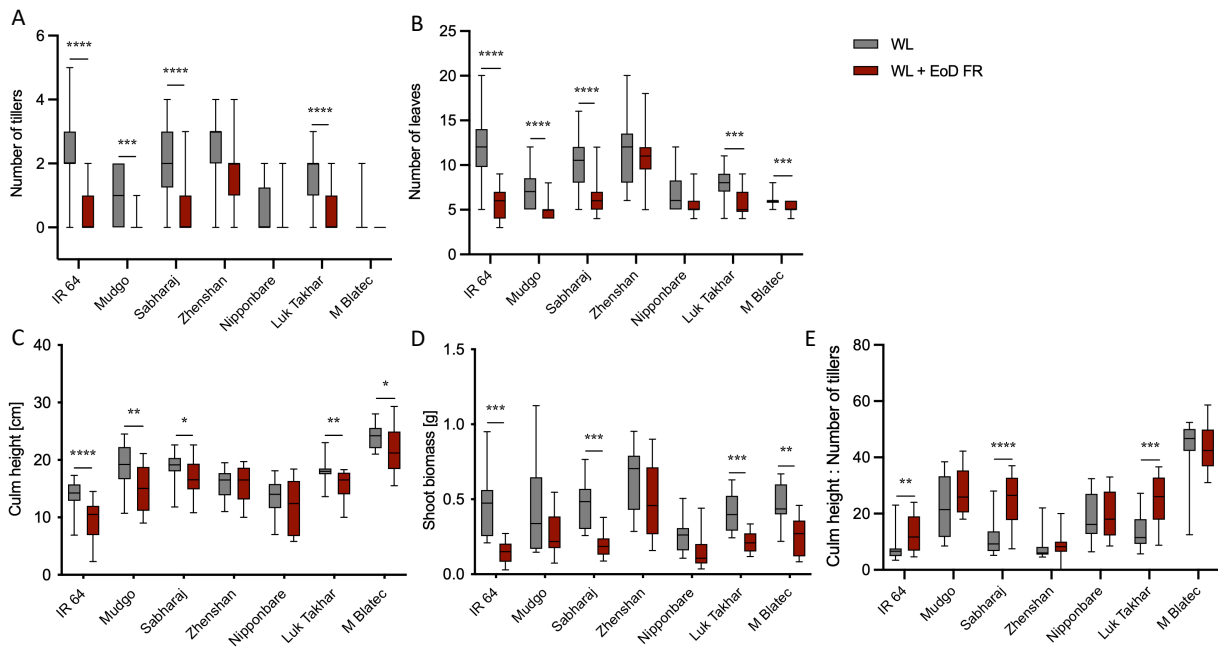 A
Number of tillers
6
4
2
0
****
***
****
****
IR 64
Mudgo
Sabharaj
Zhenshan
Nipponbare
Luk Takhar
M Blatec
B
Number of leaves
25
20
15
10
5
0
****
****
****
***
***
IR 64
Mudgo
Sabharaj
Zhenshan
Nipponbare
Luk Takhar
M Blatec
WL
WL + EoD FR
C
Culm height [cm]
40
30
20
10
0
****
**
*
**
*
IR 64
Mudgo
Sabharaj
Zhenshan
Nipponbare
Luk Takhar
M Blatec
D
Shoot biomass [g]
1.5
1.0
0.5
0.0
***
***
***
**
IR 64
Mudgo
Sabharaj
Zhenshan
Nipponbare
Luk Takhar
M Blatec
E
Culm height : Number of tillers
80
60
40
20
0
**
****
***
IR 64
Mudgo
Sabharaj
Zhenshan
Nipponbare
Luk Takhar
M Blatec